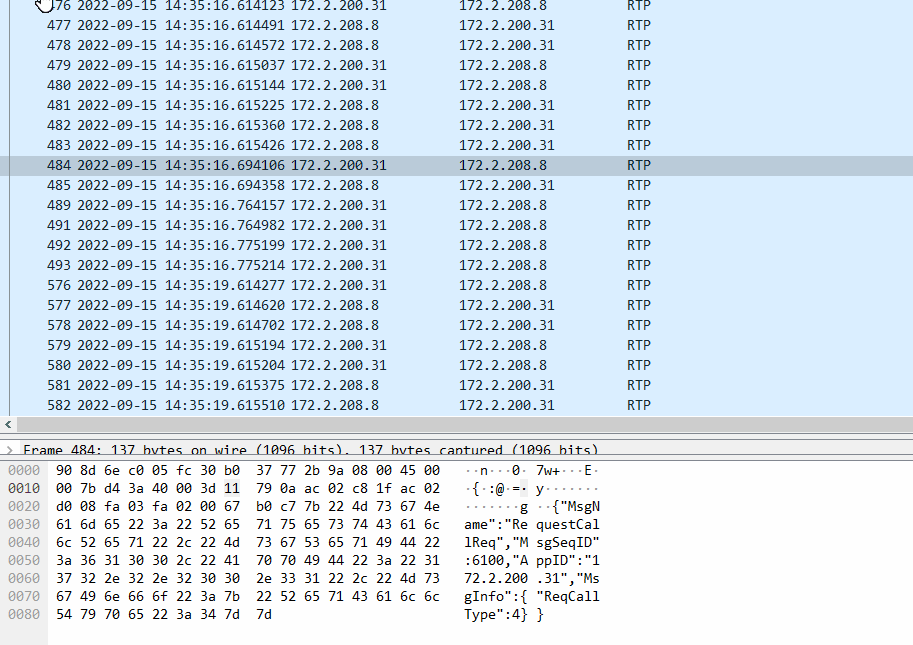 476 2022-09-15 14:35:16.614123 172.2.200.31 172.2.208.8 RTP
477 2022-09-15 14:35:16.614491 172.2.208.8 172.2.200.31 RTP
478 2022-09-15 14:35:16.614572 172.2.208.8 172.2.200.31 RTP
479 2022-09-15 14:35:16.615037 172.2.200.31 172.2.208.8 RTP
480 2022-09-15 14:35:16.615144 172.2.200.31 172.2.208.8 RTP
481 2022-09-15 14:35:16.615225 172.2.208.8 172.2.200.31 RTP
482 2022-09-15 14:35:16.615360 172.2.208.8 172.2.200.31 RTP
483 2022-09-15 14:35:16.615426 172.2.200.31 172.2.208.8 RTP
484 2022-09-15 14:35:16.694106 172.2.200.31 172.2.208.8 RTP
485 2022-09-15 14:35:16.694358 172.2.200.31 172.2.208.8 RTP
489 2022-09-15 14:35:16.764157 172.2.200.31 172.2.208.8 RTP
491 2022-09-15 14:35:16.764982 172.2.200.31 172.2.208.8 RTP
492 2022-09-15 14:35:16.775199 172.2.200.31 172.2.208.8 RTP
493 2022-09-15 14:35:16.775214 172.2.200.31 172.2.208.8 RTP
576 2022-09-15 14:35:19.614277 172.2.200.31 172.2.208.8 RTP
577 2022-09-15 14:35:19.614620 172.2.208.8 172.2.200.31 RTP
578 2022-09-15 14:35:19.614702 172.2.208.8 172.2.200.31 RTP
579 2022-09-15 14:35:19.615194 172.2.200.31 172.2.208.8 RTP
580 2022-09-15 14:35:19.615204 172.2.200.31 172.2.208.8 RTP
581 2022-09-15 14:35:19.615375 172.2.208.8 172.2.200.31 RTP
582 2022-09-15 14:35:19.615510 172.2.208.8 172.2.200.31 RTP
Frame 484: 137 bytes on wire (1096 bits), 137 bytes captured (1096 bits)
0000 90 8d 6e c0 05 fc 30 b0 37 77 2b 9a 08 00 45 00 ··n···0· 7w+···E·
0010 00 7b d4 3a 40 00 3d 11 79 0a ac 02 c8 1f ac 02 ·{·:@·=· y·······
0020 d0 08 fa 03 fa 02 00 67 b0 c7 7b 22 4d 73 67 4e ·······g ··{"MsgN
0030 61 6d 65 22 3a 22 52 65 71 75 65 73 74 43 61 6c ame":"Re questCal
0040 6c 52 65 71 22 2c 22 4d 73 67 53 65 71 49 44 22 lReq","M sgSeqID"
0050 3a 36 31 30 30 2c 22 41 70 70 49 44 22 3a 22 31 :6100,"A ppID":"1
0060 37 32 2e 32 2e 32 30 30 2e 33 31 22 2c 22 4d 73 72.2.200 .31","Ms
0070 67 49 6e 66 6f 22 3a 7b 22 52 65 71 43 61 6c 6c gInfo":{ "ReqCall
0080 54 79 70 65 22 3a 34 7d 7d Type":4} }